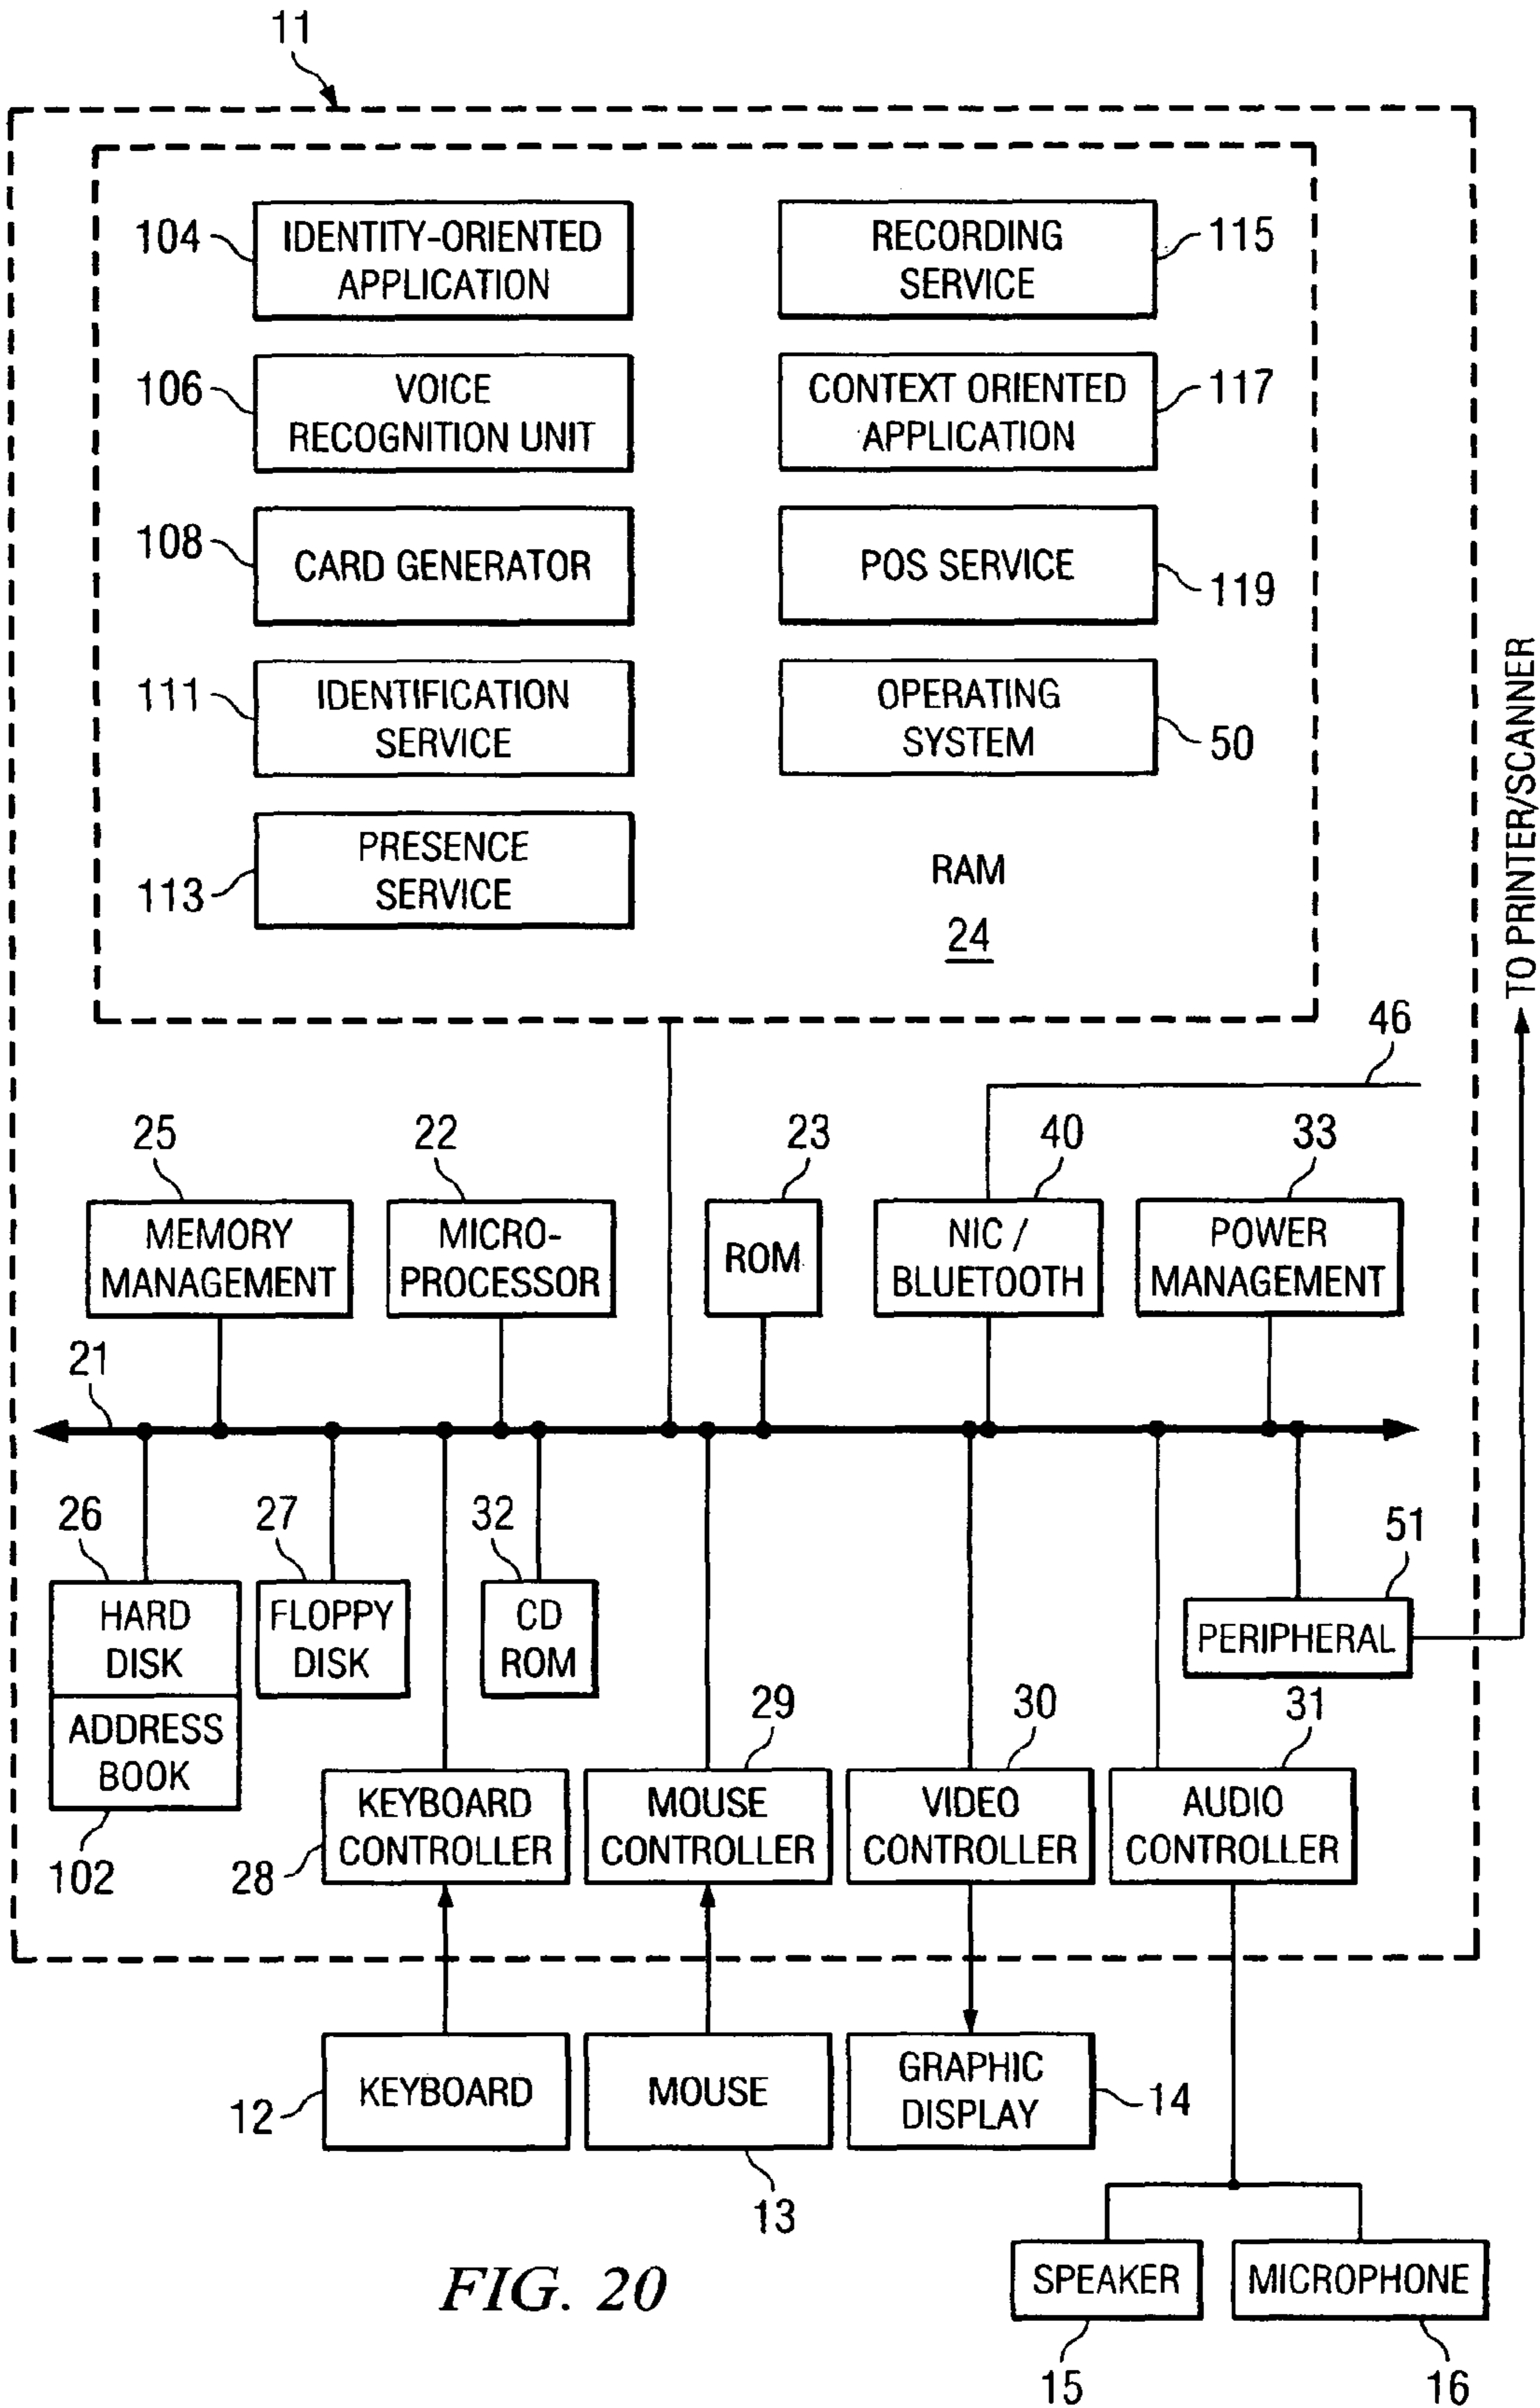 11
104
IDENTITY-ORIENTED
APPLICATION
RECORDING
SERVICE
115
106
VOICE
RECOGNITION UNIT
CONTEXT ORIENTED
APPLICATION
117
108
CARD GENERATOR
POS SERVICE
119
111
IDENTIFICATION
SERVICE
OPERATING
SYSTEM
50
113
PRESENCE
SERVICE
RAM
24
TO PRINTER/SCANNER
46
25
22
23
40
33
MEMORY
MANAGEMENT
MICRO-
PROCESSOR
ROM
NIC /
BLUETOOTH
POWER
MANAGEMENT
21
26
27
32
51
HARD
DISK
FLOPPY
DISK
CD
ROM
PERIPHERAL
ADDRESS
BOOK
102
29
30
31
28
KEYBOARD
CONTROLLER
MOUSE
CONTROLLER
VIDEO
CONTROLLER
AUDIO
CONTROLLER
12
KEYBOARD
MOUSE
GRAPHIC
DISPLAY
14
13
SPEAKER
MICROPHONE
15
16
FIG. 20